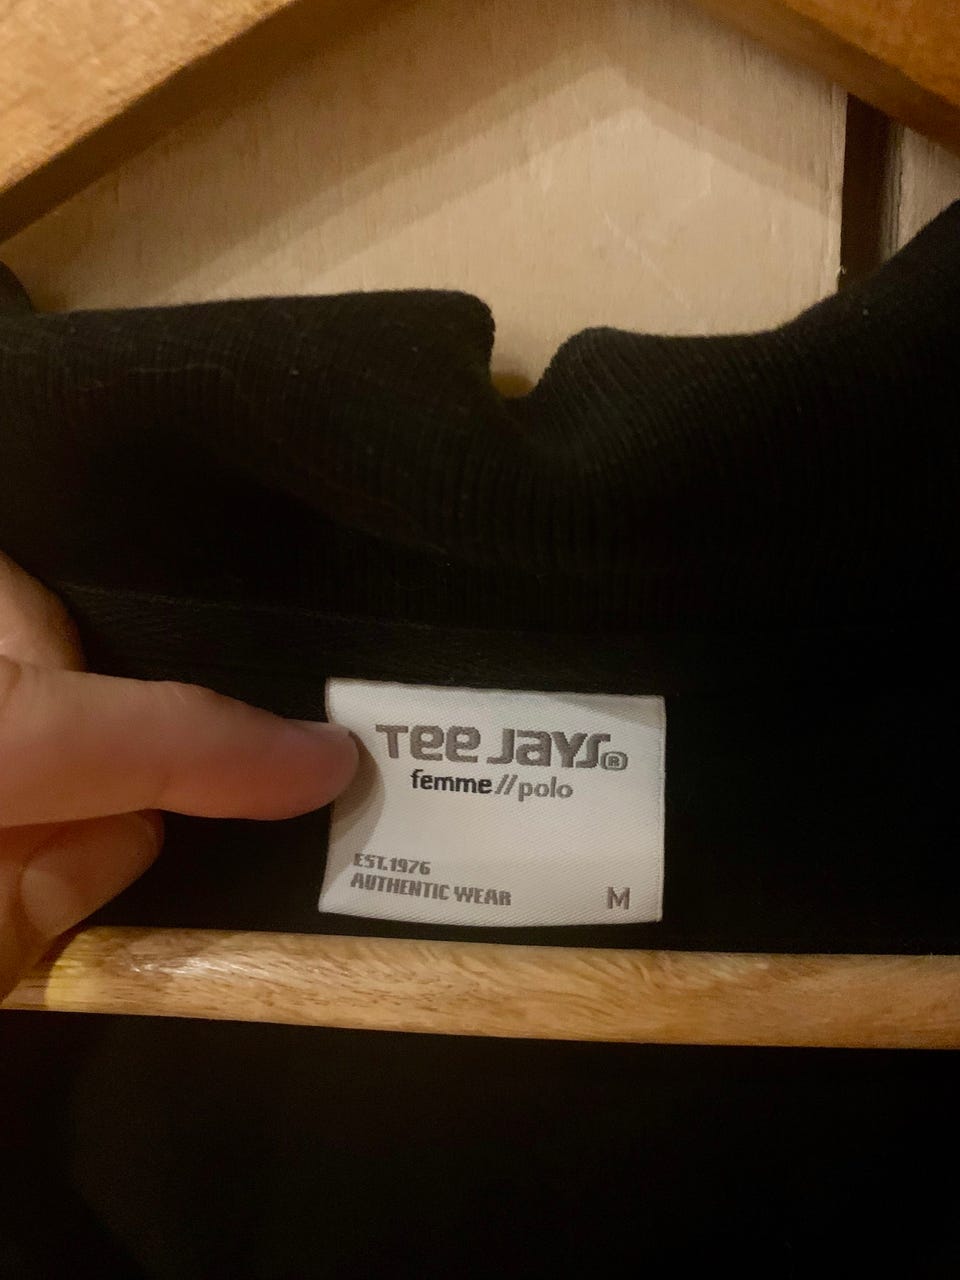 Tee Jays®
femme//polo
EST.1976
AUTHENTIC WEAR
M